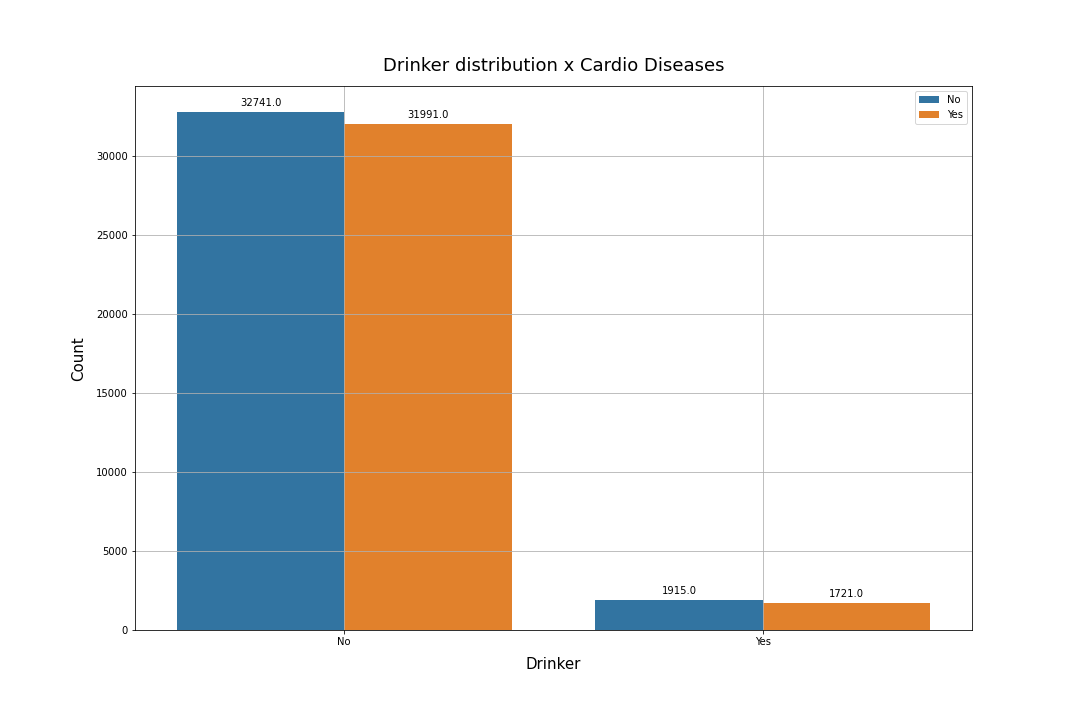 Drinker distribution x Cardio Diseases
32741.0
31991.0
No
Yes
30000
25000
20000
15000
10000
5000
0
Count
1915.0
1721.0
No
Yes
Drinker